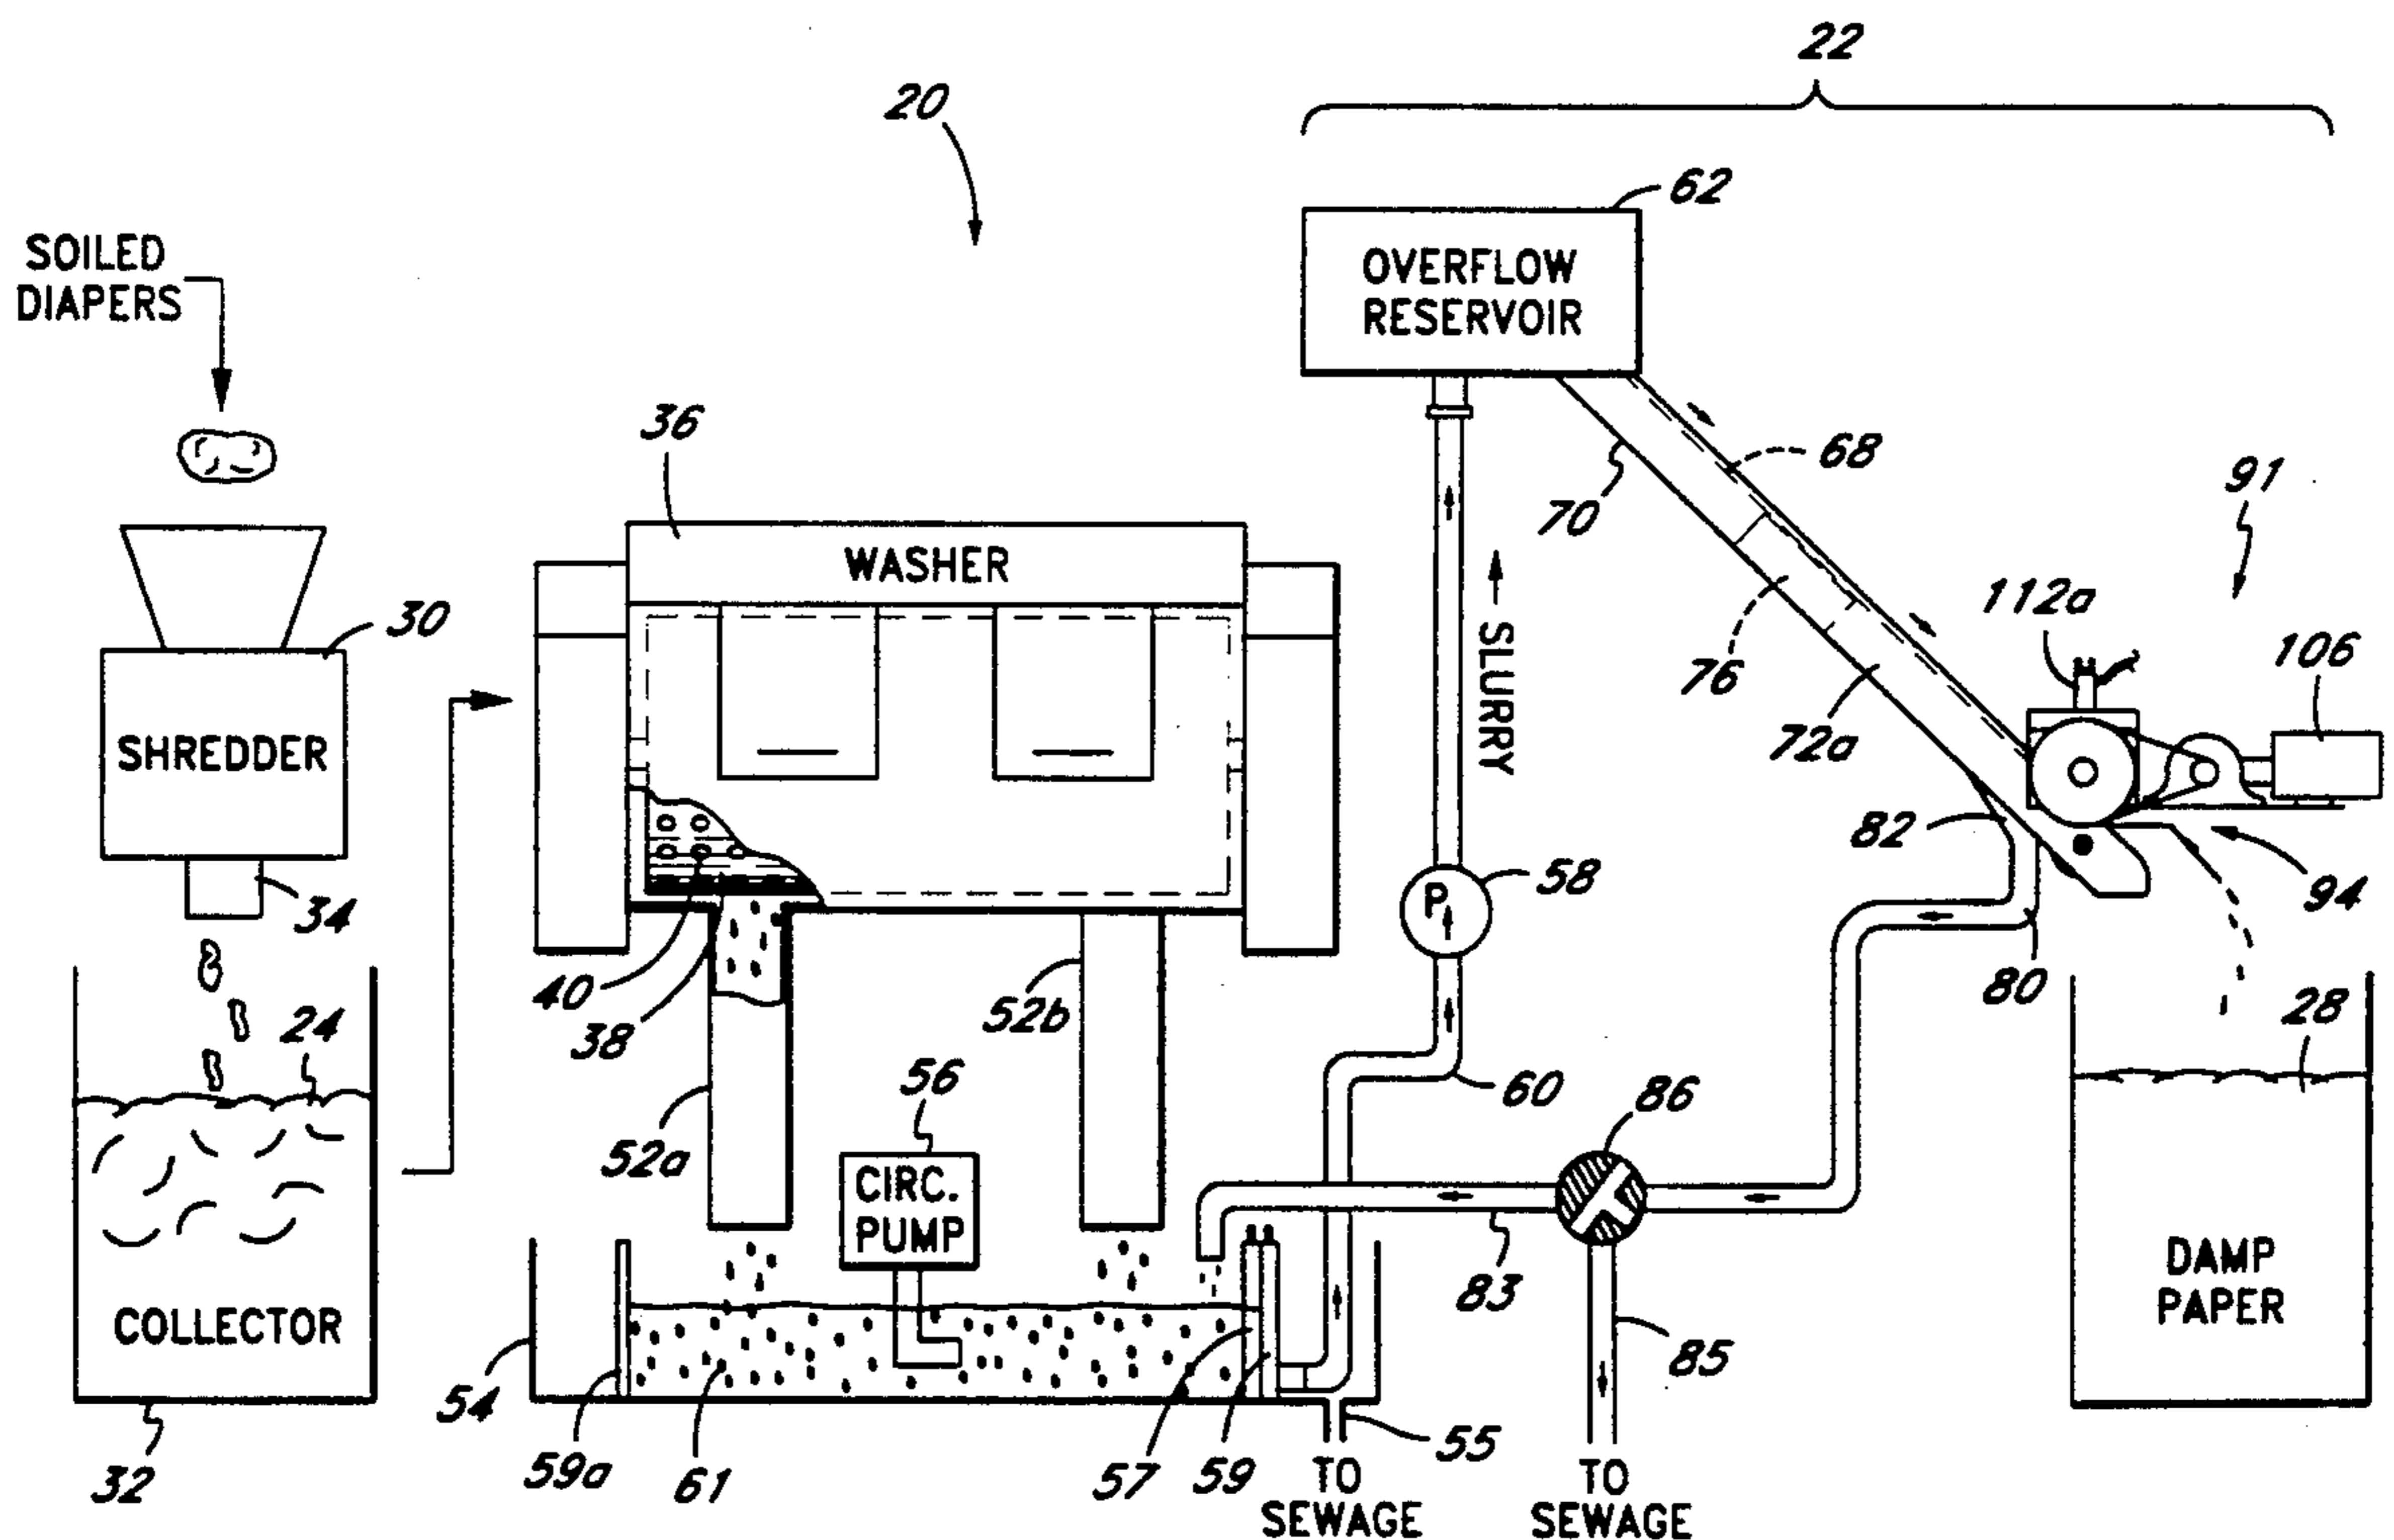 22
20
62
SOILED
DIAPERS
OVERFLOW
RESERVOIR
36
68
91
70
WASHER
30
112a
SLURRY
76
106
SHREDDER
72a
82
P
58
34
94
40
80
24
38
52b
28
56
60
86
52a
CIRC.
PUMP
83
DAMP
PAPER
COLLECTOR
85
54
55
32
59a
61
57
59
TO
SEWAGE
TO
SEWAGE